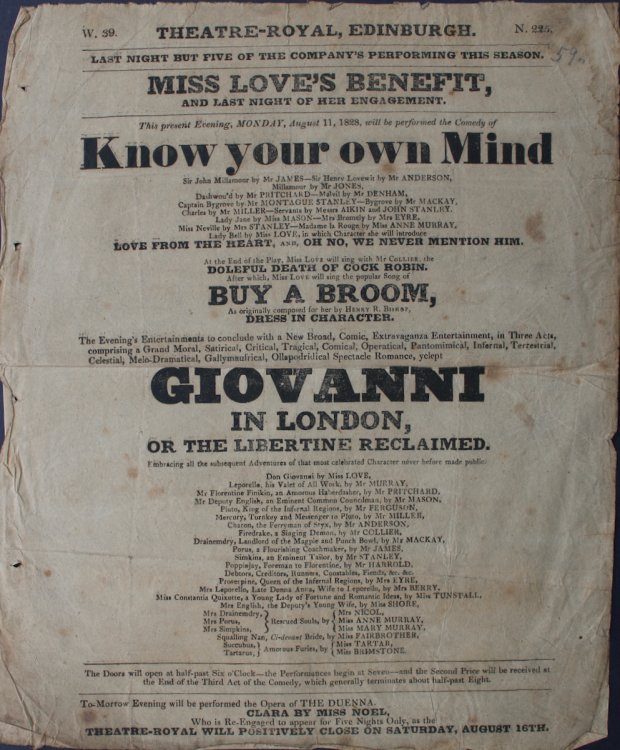 W. 39.
THEATRE-ROYAL, EDINBURGH.
N. 225.
59
LAST NIGHT BUT FIVE OF THE COMPANY'S PERFORMING THIS SEASON.
MISS LOVE'S BENEFIT,
AND LAST NIGHT OF HER ENGAGEMENT.
This present Evening, MONDAY, August 11, 1828, will be performed the Comedy of
Know your own Mind
Sir John Millamour by Mr JAMES—Sir Henry Lovewit by Mr ANDERSON,
Millamour by Mr JONES,
Dashwou'd by Mr PRITCHARD—Malvil by Mr DENHAM,
Captain Bygrove by Mr MONTAGUE STANLEY—Bygrove by Mr MACKAY,
Charles by Mr MILLER—Servants by Messrs AIKIN and JOHN STANLEY.
Lady Jane by Miss MASON—Mrs Bromtly by Mrs EYRE,
Miss Neville by Mrs STANLEY—Madame la Rouge by Miss ANNE MURRAY,
Lady Bell by Miss LOVE, in which Character she will introduce
LOVE FROM THE HEART, AND, OH NO, WE NEVER MENTION HIM.
At the End of the Play, Miss LOVE will sing with Mr COLLIER, the
DOLEFUL DEATH OF COCK ROBIN.
After which, Miss LOVE will sing the popular Song of
BUY A BROOM,
As originally composed for her by HENRY R. BISHOP,
DRESS IN CHARACTER.
The Evening's Entertainments to conclude with a New Broad, Comic, Extravaganza Entertainment, in Three Acts,
comprising a Grand Moral, Satirical, Critical, Tragical, Comical, Operatical, Pantomimical, Infernal, Terrestrial,
Celestial, Melo-Dramatical, Gallymaufrical, Ollapodridical Spectacle Romance, yclept
GIOVANNI
IN LONDON,
OR THE LIBERTINE RECLAIMED.
Embracing all the subsequent Adventures of that most celebrated Character never before made public.
Don Giovanni by Miss LOVE,
Leporello, his Valet of All Work, by Mr MURRAY,
Mr Florentine Finikin, an Amorous Haberdasher, by Mr PRITCHARD,
Mr Deputy English, an Eminent Common Councilman, by Mr MASON,
Pluto, King of the Infernal Regions, by Mr FERGUSON,
Mercury, Turnkey and Messenger to Pluto, by Mr MILLER,
Charon, the Ferryman of Styx, by Mr ANDERSON,
Firedrake, a Singing Demon, by Mr COLLIER,
Drainemdry, Landlord of the Magpie and Punch Bowl, by Mr MACKAY,
Porus, a Flourishing Coachmaker, by Mr JAMES,
Simkins, an Eminent Tailor, by Mr STANLEY,
Poppinjay, Foreman to Florentine, by Mr HARROLD,
Debtors, Creditors, Runners, Constables, Fiends, &c. &c.
Proserpine, Queen of the Infernal Regions, by Mrs EYRE,
Mrs Leporello, Late Donna Anna, Wife to Leporello, by Mrs BERRY,
Miss Constantia Quixotte, a Young Lady of Fortune and Romantic Ideas, by Miss TUNSTALL,
Mrs English, the Deputy's Young Wife, by Miss SHORE,
Mrs Drainemdry, Mrs NICOL,
Mrs Porus, Rescued Souls, by Miss ANNE MURRAY,
Mrs Simpkins, Miss MARY MURRAY,
Squalling Nan, Ci-devant Bride, by Miss FAIRBROTHER,
Succubus, Miss TARTAR,
Tartarus, Amorous Furies, by Miss BRIMSTONE.
The Doors will open at half-past Six o'Clock—the Performances begin at Seven—and the Second Price will be received at
the End of the Third Act of the Comedy, which generally terminates about half-past Eight.
To-Morrow Evening will be performed the Opera of THE DUENNA.
CLARA BY MISS NOEL,
Who is Re-Engaged to appear for Five Nights Only, as the
THEATRE-ROYAL WILL POSITIVELY CLOSE ON SATURDAY, AUGUST 16TH.